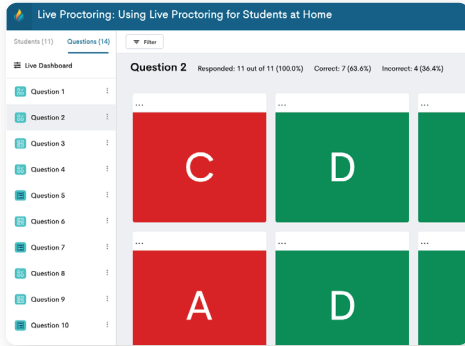 Live Proctoring: Using Live Proctoring for Students at Home
Students (11) Questions (14) Filter
Live Dashboard
Question 2 Responded: 11 out of 11 (100.0%) Correct: 7 (63.6%) Incorrect: 4 (36.4%)
Question 1
Question 2
Question 3
Question 4
Question 5
Question 6
Question 7
Question 8
Question 9
Question 10
... ... ...
C D
... ... ...
A D